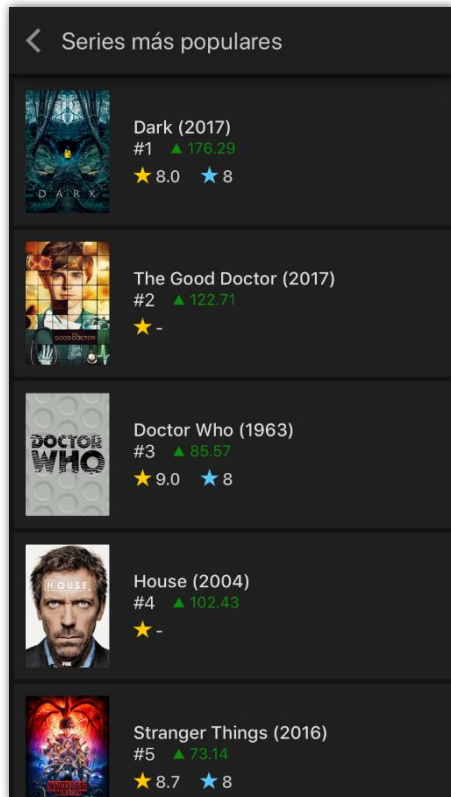 Series más populares
DARK
Dark (2017)
#1 ▲ 176.29
★ 8.0 ★ 8
THE GOOD DOCTOR
The Good Doctor (2017)
#2 ▲ 122.71
★ -
DOCTOR
WHO
Doctor Who (1963)
#3 ▲ 85.57
★ 9.0 ★ 8
HOUSE
FOX
House (2004)
#4 ▲ 102.43
★ -
Stranger Things (2016)
#5 ▲ 73.14
★ 8.7 ★ 8